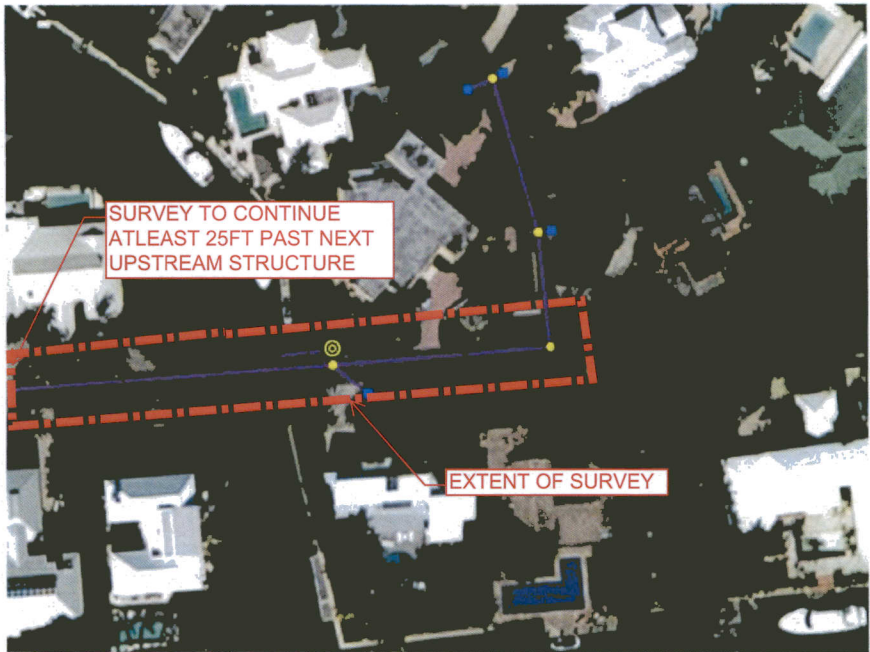 SURVEY TO CONTINUE
ATLEAST 25FT PAST NEXT
UPSTREAM STRUCTURE
EXTENT OF SURVEY